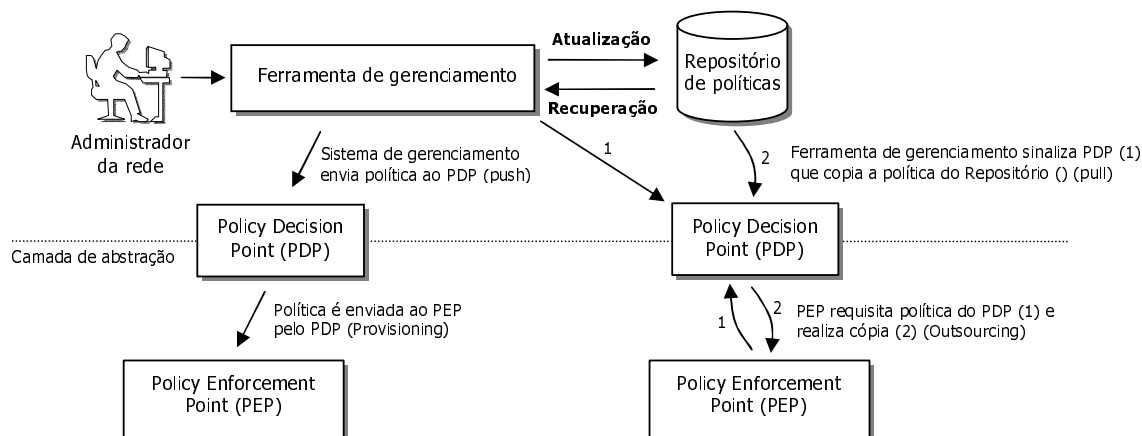 Atualização
Ferramenta de gerenciamento
Repositório
de políticas
Recuperação
Administrador
da rede
Sistema de gerenciamento
envia política ao PDP (push)
1
2
Ferramenta de gerenciamento sinaliza PDP (1)
que copia a política do Repositório () (pull)
Policy Decision
Point (PDP)
Policy Decision
Point (PDP)
Camada de abstração
Política é enviada ao PEP
pelo PDP (Provisioning)
1
2
PEP requisita política do PDP (1) e
realiza cópia (2) (Outsourcing)
Policy Enforcement
Point (PEP)
Policy Enforcement
Point (PEP)